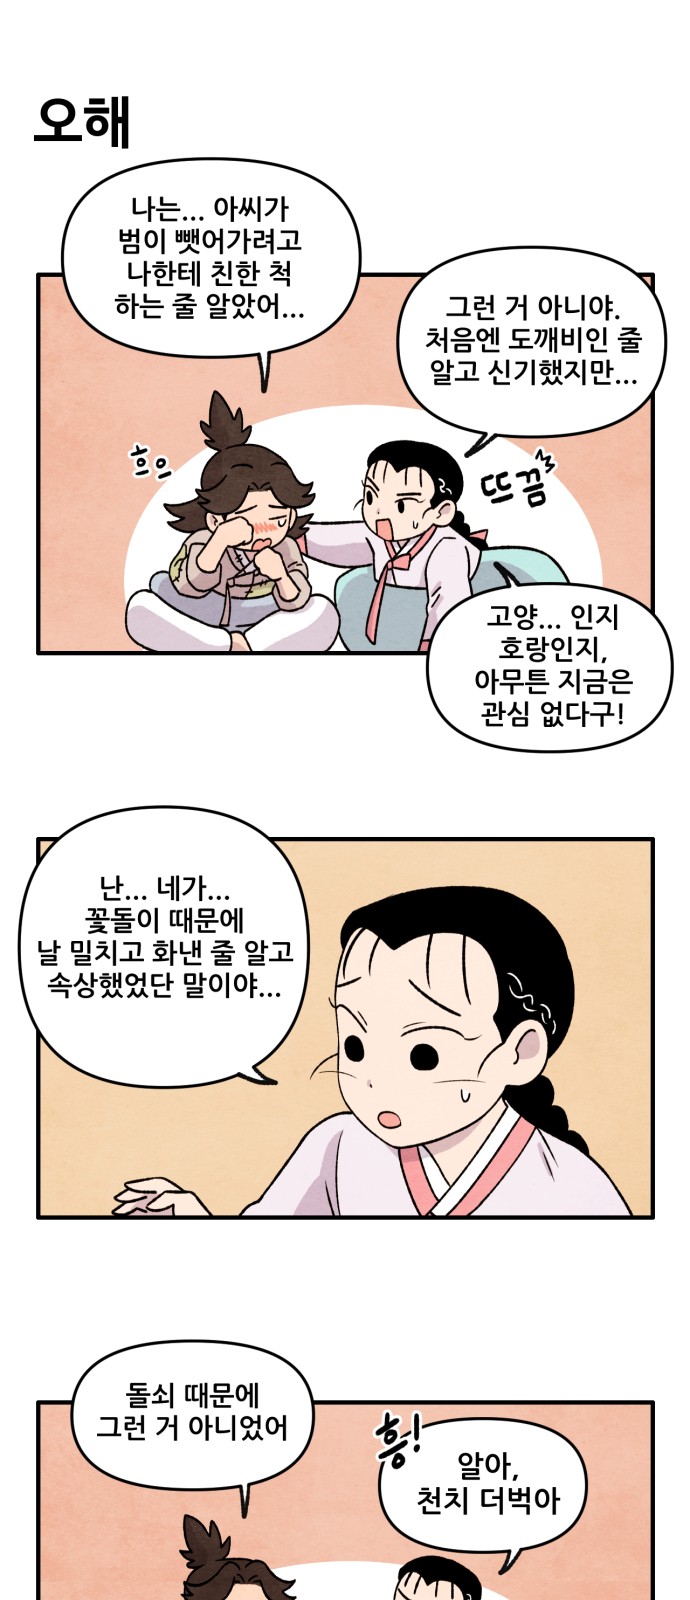 오해
나는... 아씨가
범이 뺏어가려고
나한테 친한 척
하는 줄 알았어...
그런 거 아니야.
처음엔 도깨비인 줄
알고 신기했지만...
흐으
뜨끔
고양... 인지
호랑인지,
아무튼 지금은
관심 없다구!
난... 네가...
꽃돌이 때문에
날 밀치고 화낸 줄 알고
속상했었단 말이야...
돌쇠 때문에
그런 거 아니었어
흥!
알아,
천치 더벅아